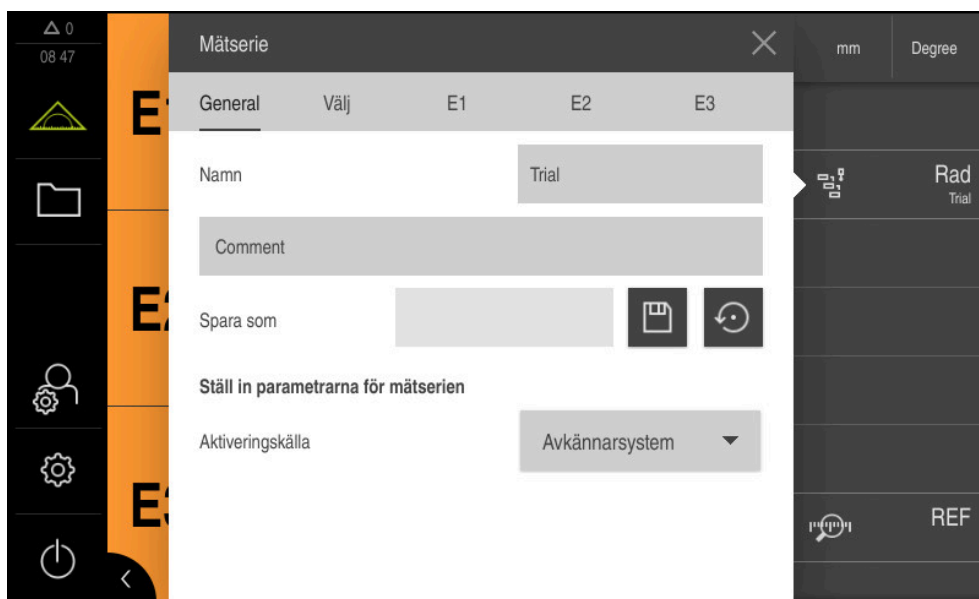 0
08 47
Mätserie
mm
Degree
General
Välj
E1
E2
E3
Namn
Trial
Comment
Spara som
Ställ in parametrarna för mätserien
Aktiveringskälla
Avkännarsystem
Rad
Trial
REF